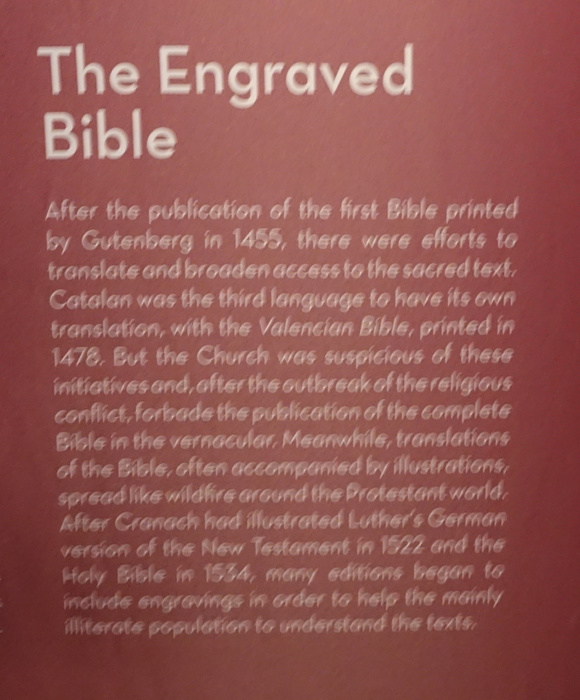 The Engraved
Bible
After the publication of the first Bible printed
by Gutenberg in 1455, there were efforts to
translate and broaden access to the sacred text.
Catalan was the third language to have its own
translation, with the Valencian Bible, printed in
1478. But the Church was suspicious of these
initiatives and, after the outbreak of the religious
conflict, forbade the publication of the complete
Bible in the vernacular. Meanwhile, translations
of the Bible, often accompanied by illustrations,
spread like wildfire around the Protestant world.
After Cranach had illustrated Luther's German
version of the New Testament in 1522 and the
Holy Bible in 1534, many editions began to
include engravings in order to help the mainly
illiterate population to understand the texts.